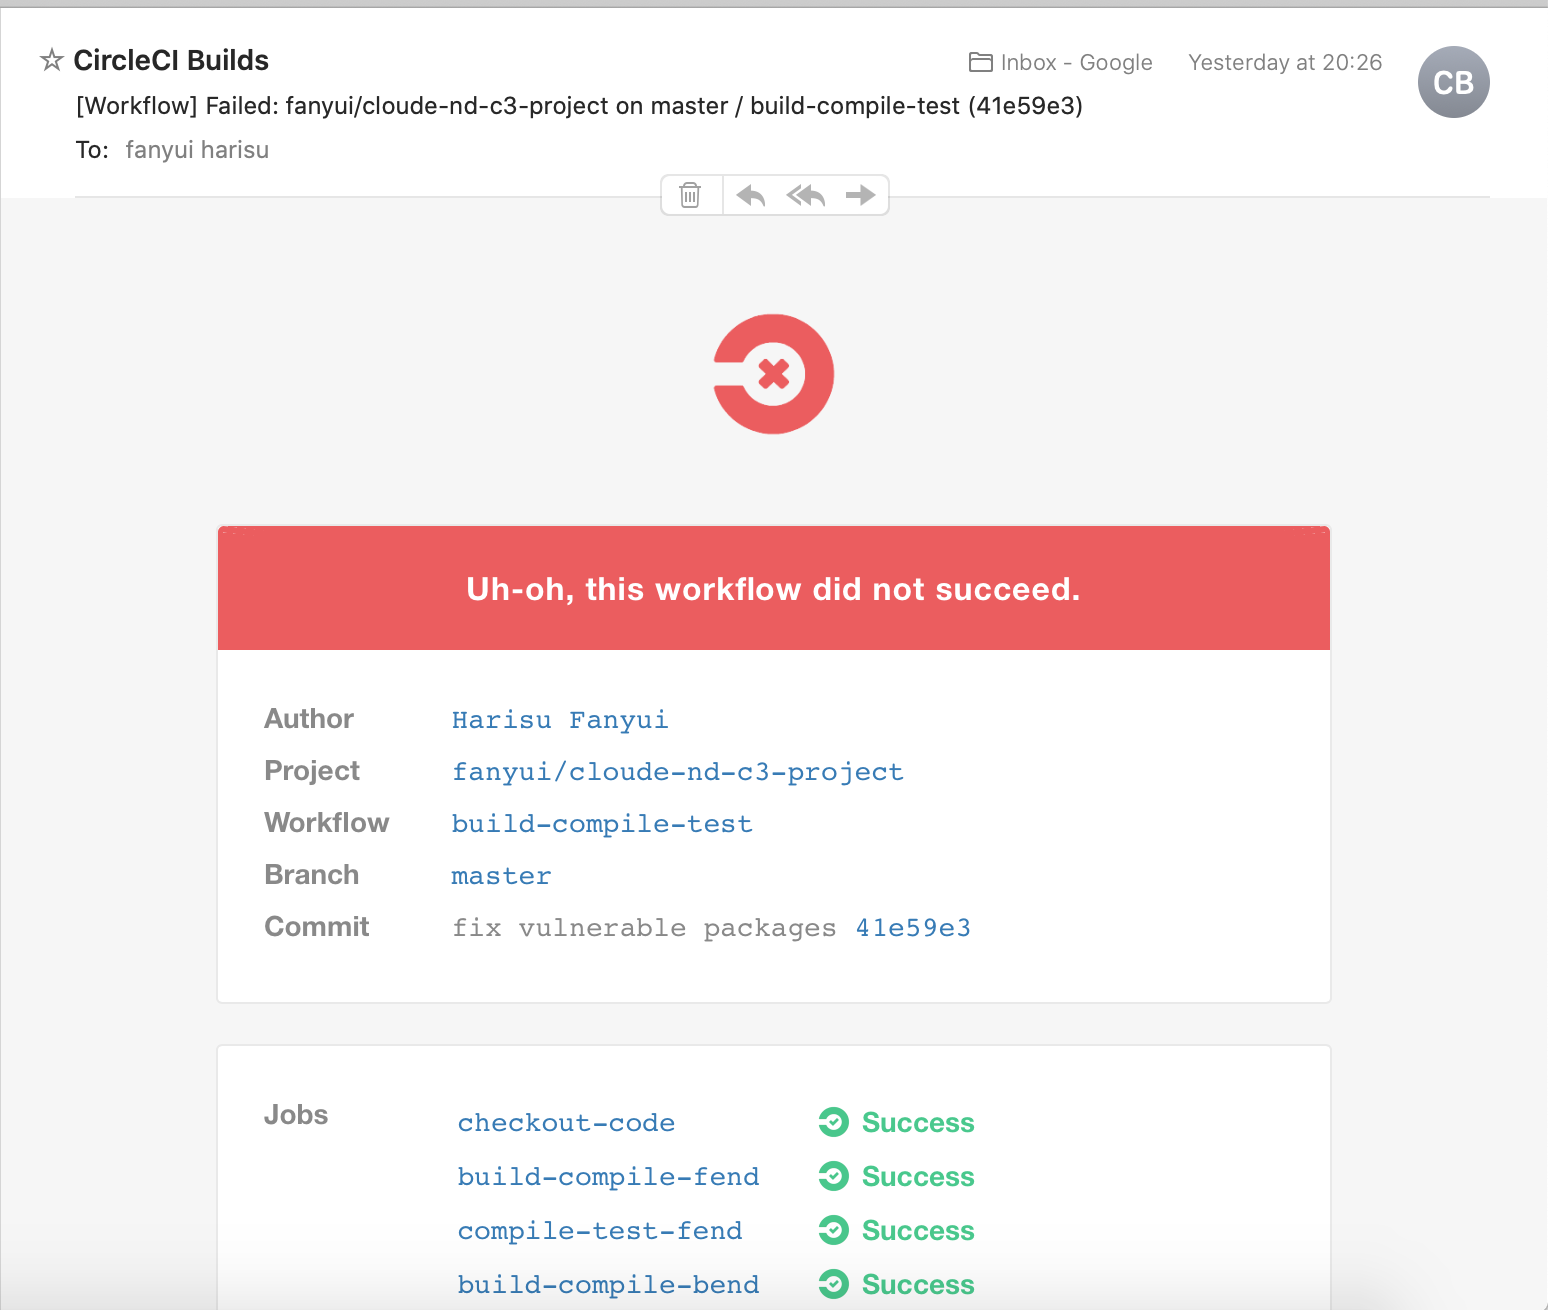 CircleCI Builds
Inbox - Google
Yesterday at 20:26
CB
[Workflow] Failed: fanyui/cloude-nd-c3-project on master / build-compile-test (41e59e3)
To: fanyui harisu
Uh-oh, this workflow did not succeed.
Author Harisu Fanyui
Project fanyui/cloude-nd-c3-project
Workflow build-compile-test
Branch master
Commit fix vulnerable packages 41e59e3
Jobs checkout-code Success
build-compile-fend Success
compile-test-fend Success
build-compile-bend Success